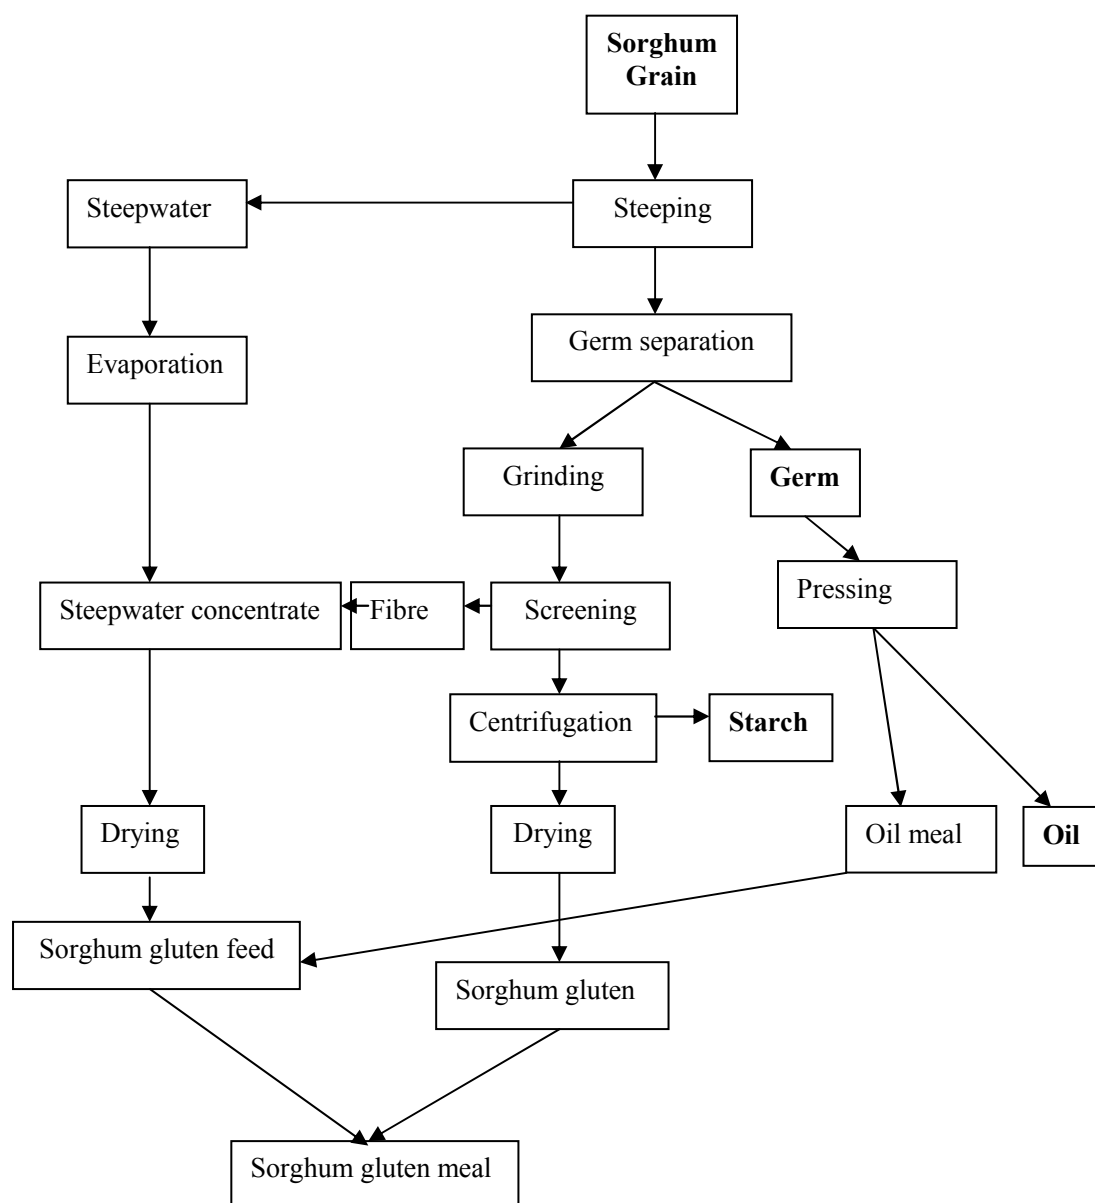 Sorghum
Grain
Steepwater
Steeping
Germ separation
Evaporation
Grinding
Germ
Pressing
Steepwater concentrate
Fibre
Screening
Centrifugation
Starch
Drying
Drying
Oil meal
Oil
Sorghum gluten feed
Sorghum gluten
Sorghum gluten meal